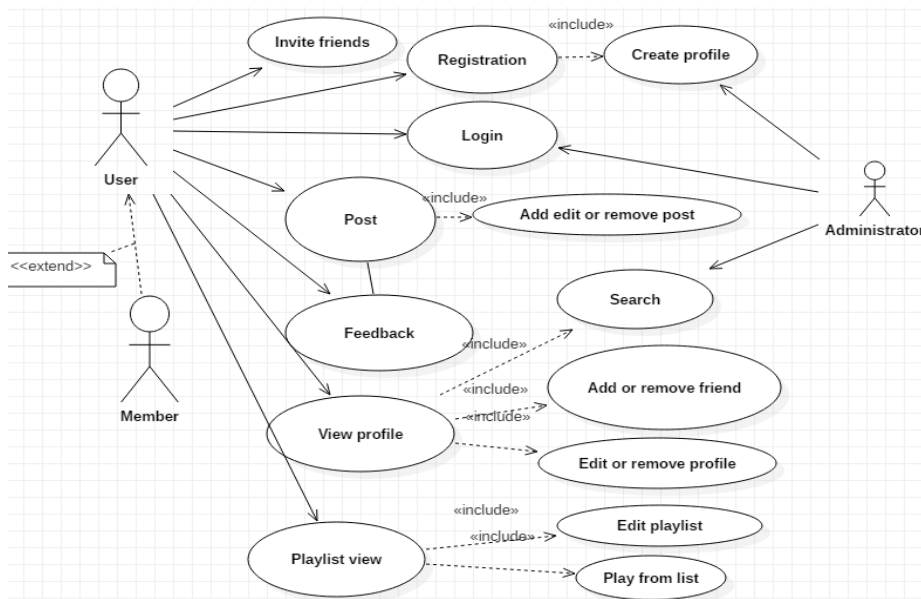 «include»
Invite friends
Registration
Create profile
Login
User
«include»
Post
Add edit or remove post
Administrator
<<extend>>
Search
Feedback
«include»
Member
«include»
Add or remove friend
«include»
View profile
Edit or remove profile
«include»
Edit playlist
«include»
Playlist view
Play from list